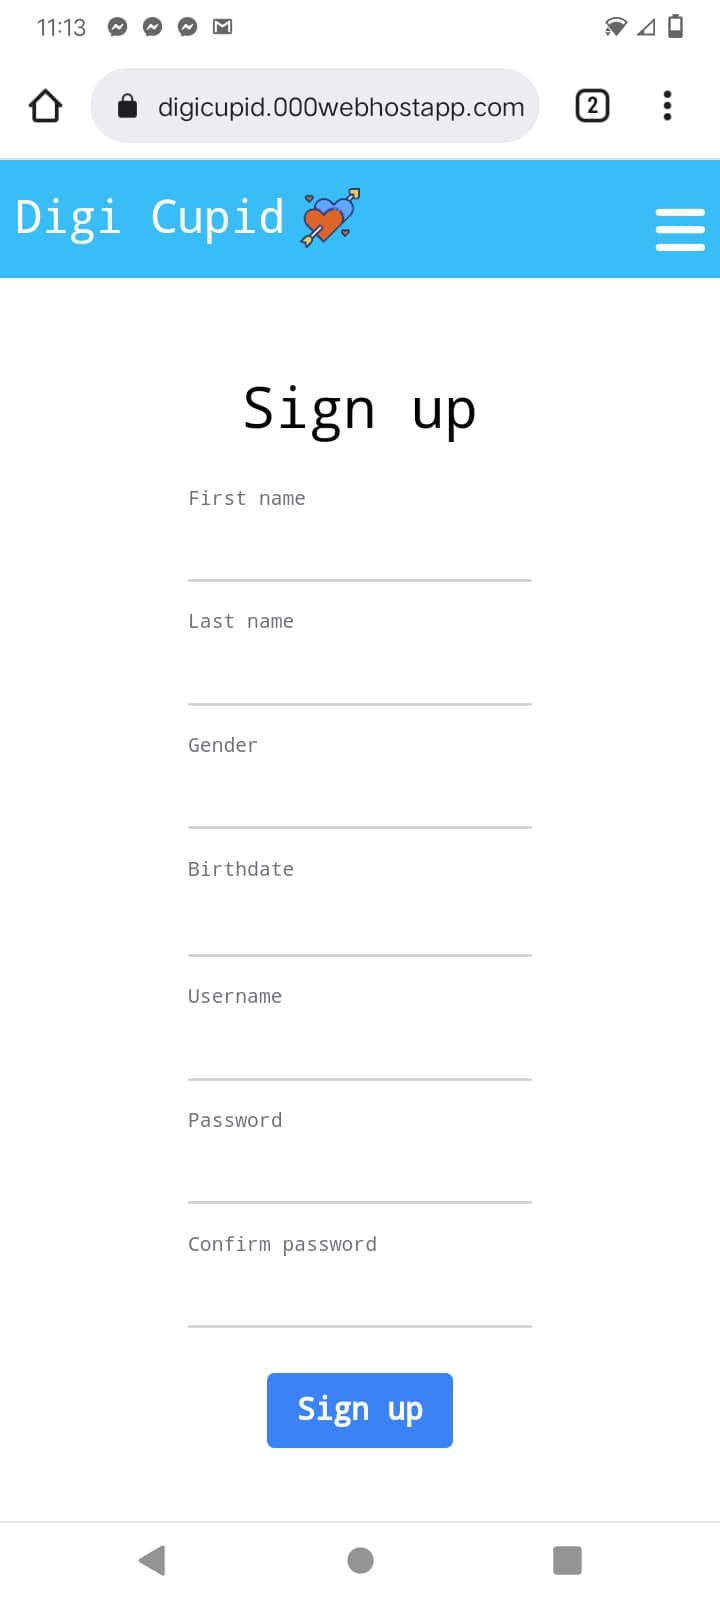 11:13
digicupid.000webhostapp.com
2
Digi Cupid
Sign up
First name
Last name
Gender
Birthdate
Username
Password
Confirm password
Sign up